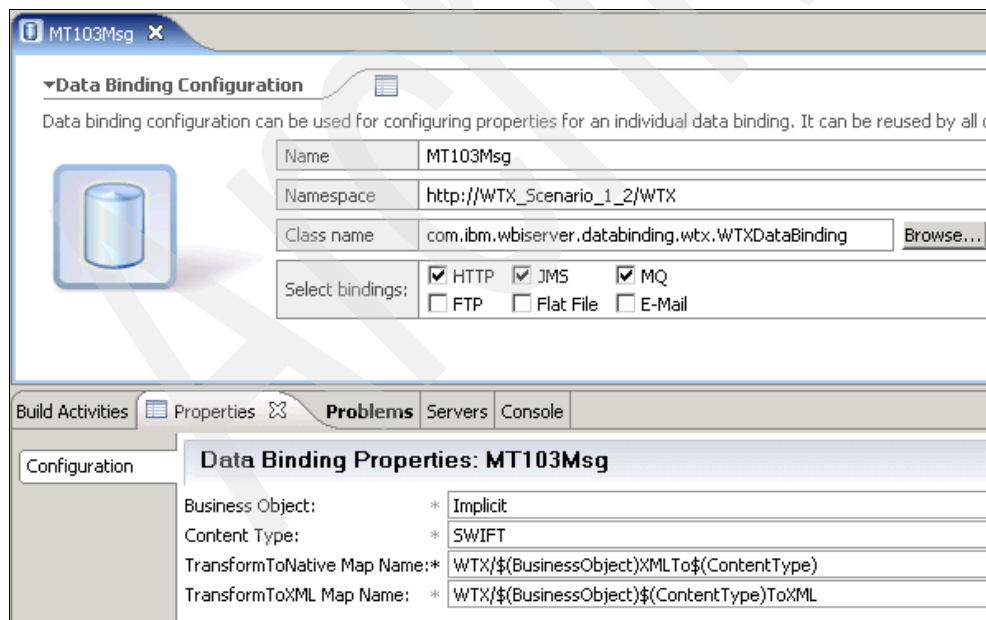 MT103Msg
Data Binding Configuration
Data binding configuration can be used for configuring properties for an individual data binding. It can be reused by all
Name MT103Msg
Namespace http://WTX_Scenario_1_2/WTX
Class name com.ibm.wbiserver.databinding.wtx.WTXDataBinding Browse...
Select bindings: HTTP JMS MQ
FTP Flat File E-Mail
Build Activities Properties Problems Servers Console
Configuration
Data Binding Properties: MT103Msg
Business Object: * Implicit
Content Type: * SWIFT
TransformToNative Map Name:* WTX/$(BusinessObject)XMLTo$(ContentType)
TransformToXML Map Name: * WTX/$(BusinessObject)$(ContentType)ToXML